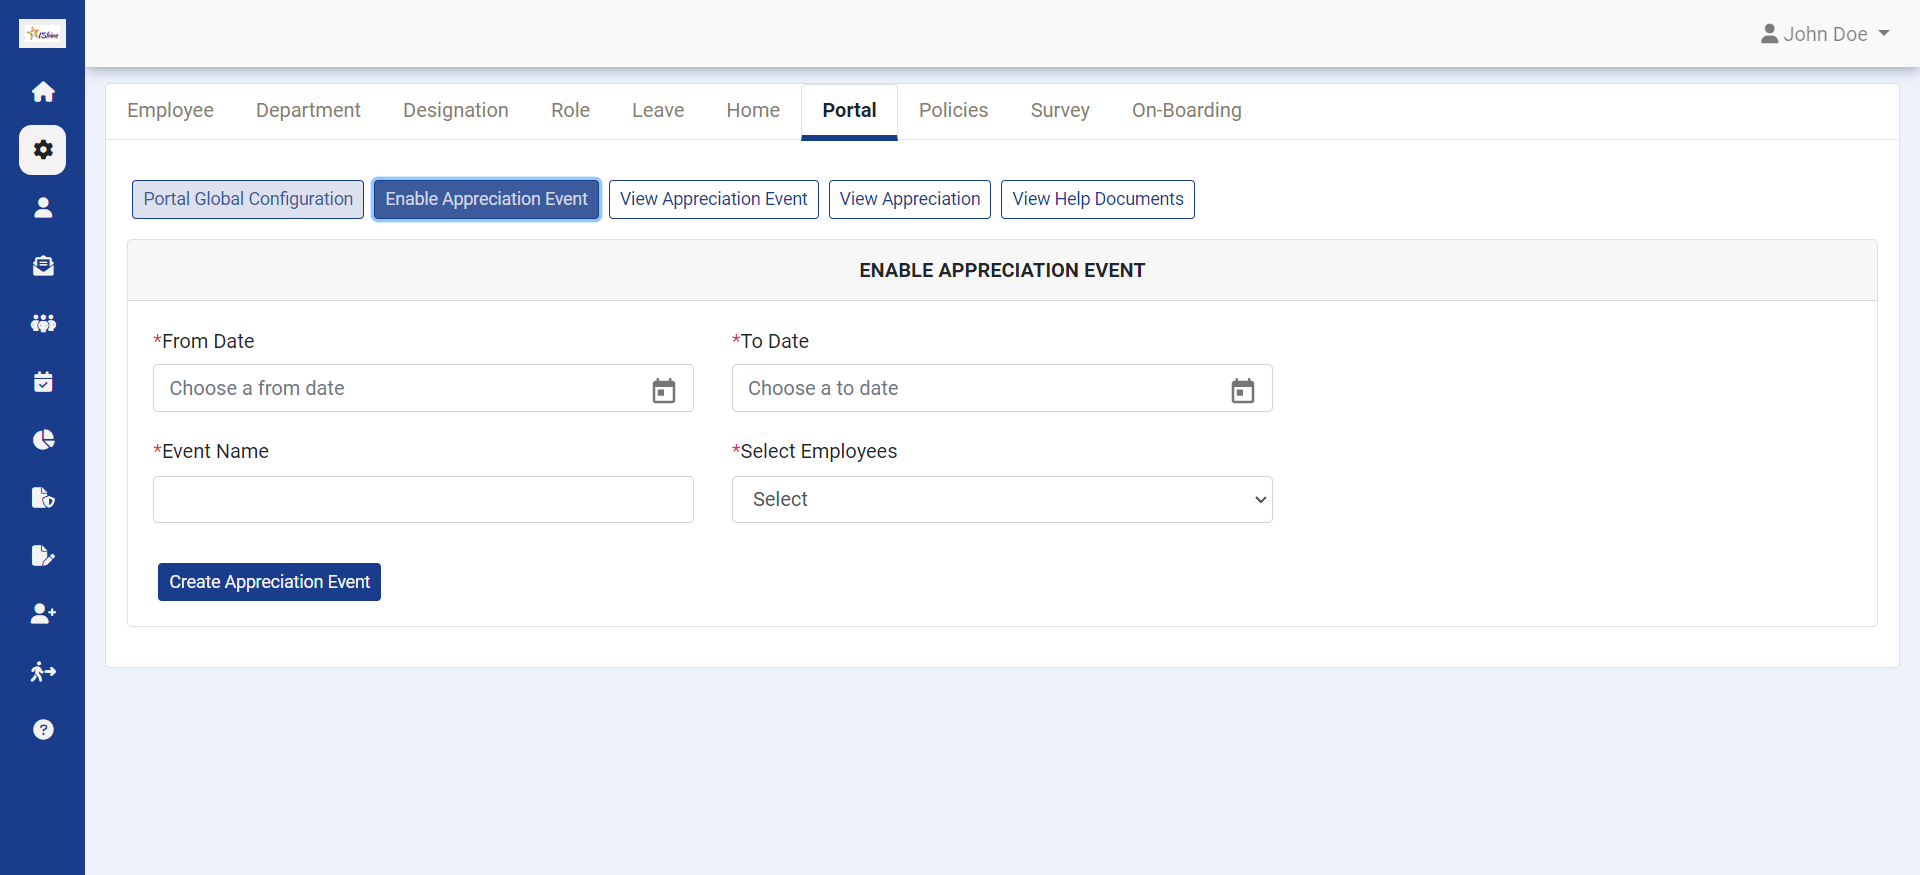 iShine
John Doe
Employee Department Designation Role Leave Home Portal Policies Survey On-Boarding
Portal Global Configuration Enable Appreciation Event View Appreciation Event View Appreciation View Help Documents
ENABLE APPRECIATION EVENT
*From Date *To Date
Choose a from date Choose a to date
*Event Name *Select Employees
Select
Create Appreciation Event